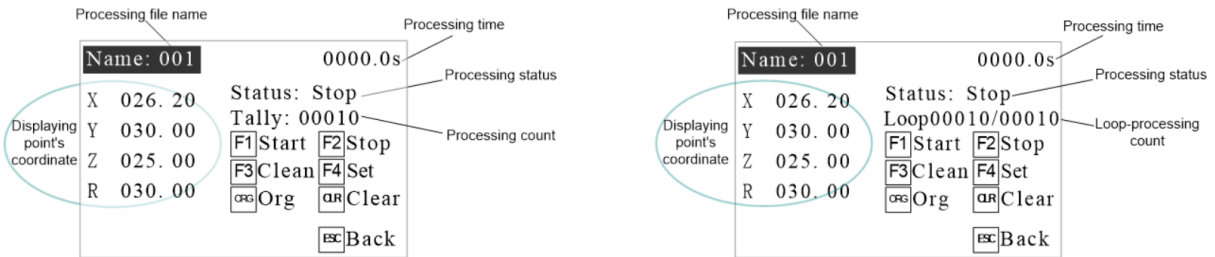 Processing file name
Processing time
Name: 001 0000.0s
Processing status
X 026. 20 Status: Stop
Tally: 00010
Displaying point's coordinate
Y 030. 00
Processing count
F1 Start F2 Stop
Z 025. 00
F3 Clean F4 Set
R 030. 00
ORG Org CLR Clear
ESC Back
Processing file name
Processing time
Name: 001 0000.0s
Processing status
X 026. 20 Status: Stop
Loop00010/00010
Displaying point's coordinate
Y 030. 00
Loop-processing count
F1 Start F2 Stop
Z 025. 00
F3 Clean F4 Set
R 030. 00
ORG Org CLR Clear
ESC Back